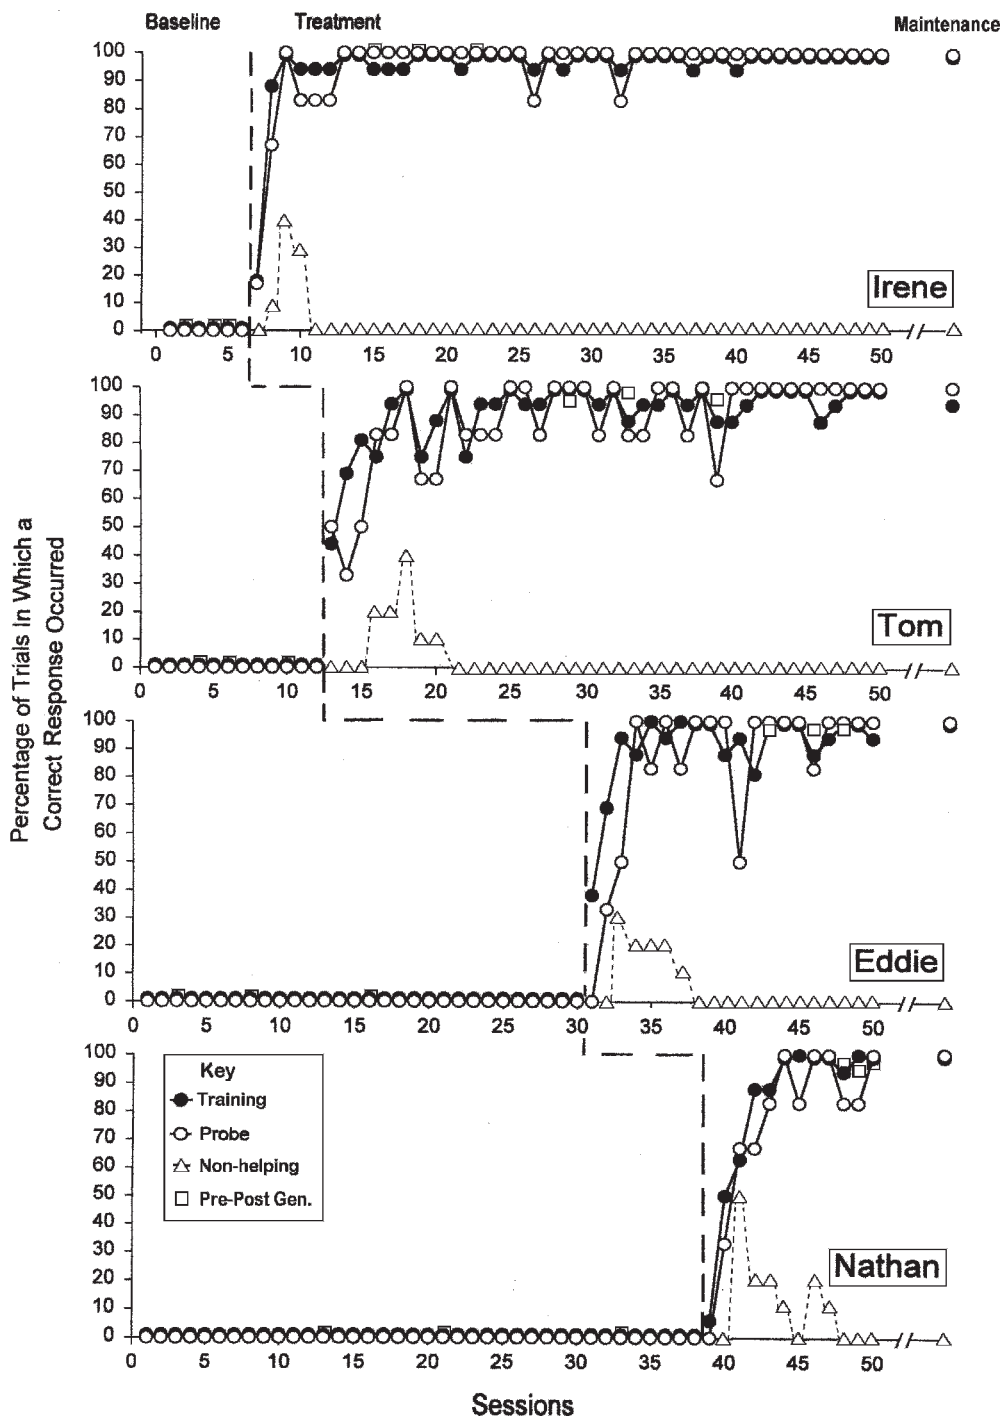 Baseline Treatment Maintenance
100
90
80
70
60
50
40
30
20
10
0
Irene
0 5 10 15 20 25 30 35 40 45 50
100
90
80
70
60
50
40
30
20
10
0
Tom
0 5 10 15 20 25 30 35 40 45 50
Percentage of Trials In Which a
Correct Response Occurred
100
90
80
70
60
50
40
30
20
10
0
Eddie
0 5 10 15 20 25 30 35 40 45 50
100
90
80
70
60
50
40
30
20
10
0
Key
Training
Probe
Non-helping
Pre-Post Gen.
Nathan
0 5 10 15 20 25 30 35 40 45 50
Sessions